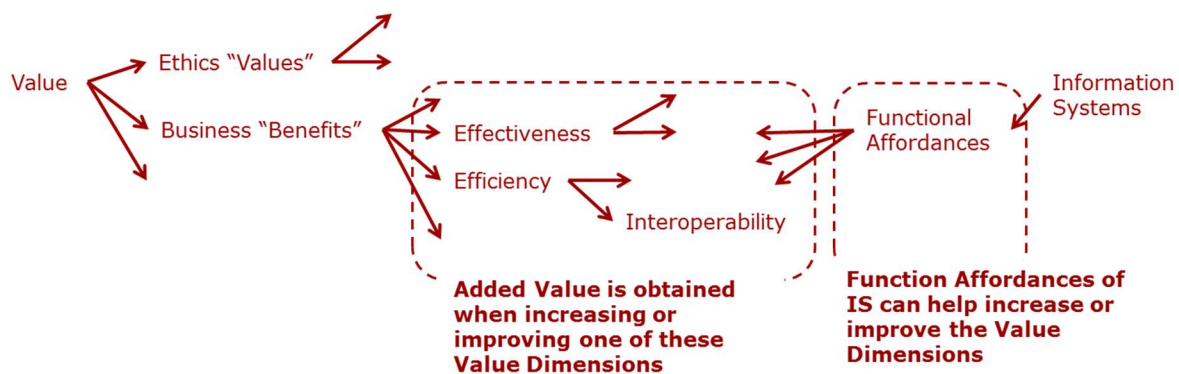 Value
Ethics “Values”
Business “Benefits”
Effectiveness
Efficiency
Interoperability
Functional
Affordances
Information
Systems
Added Value is obtained
when increasing or
improving one of these
Value Dimensions
Function Affordances of
IS can help increase or
improve the Value
Dimensions